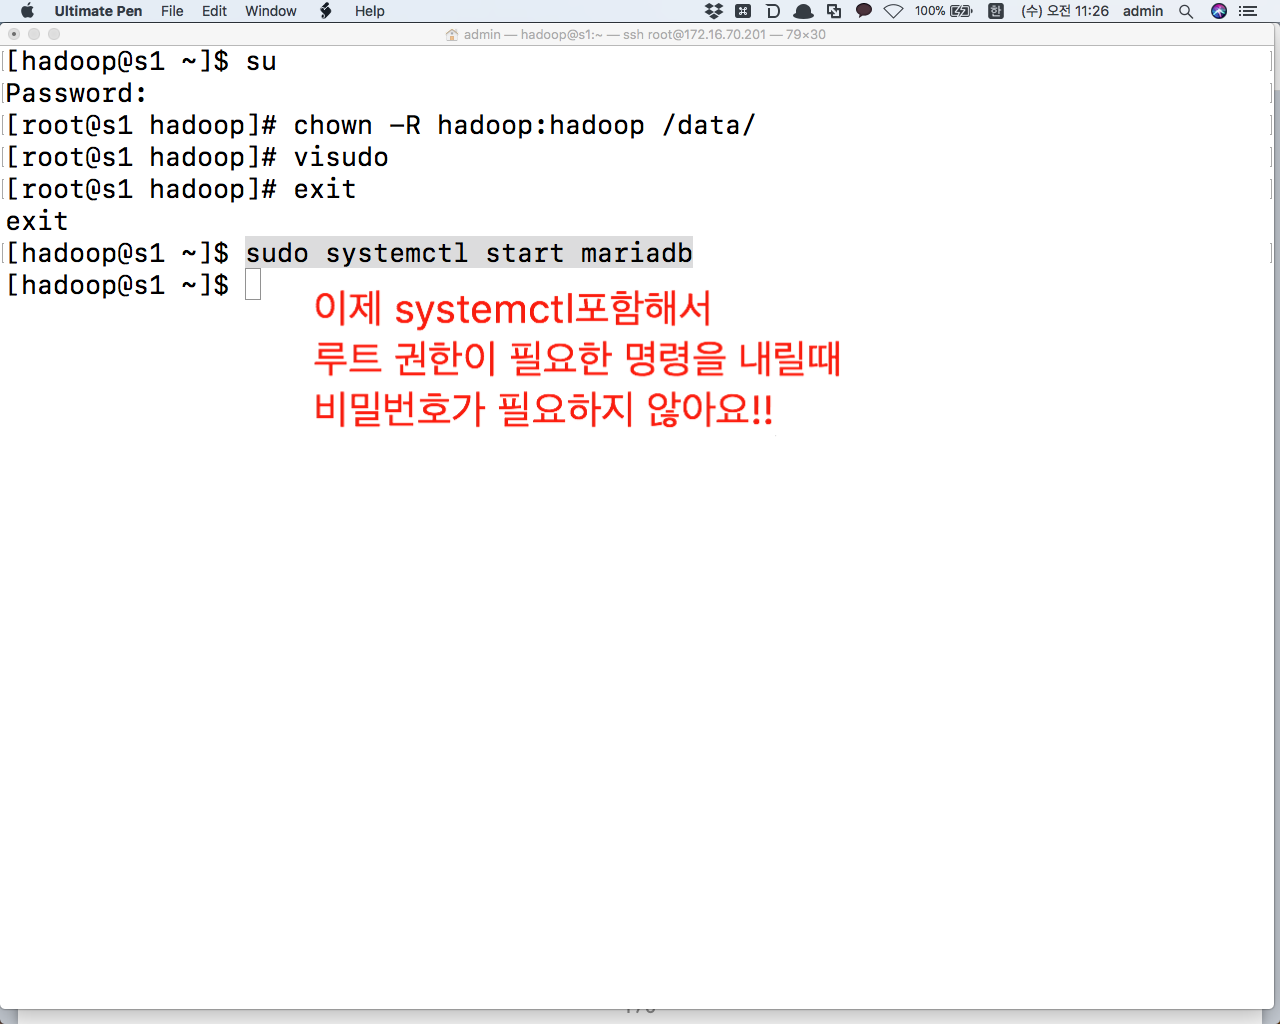 Ultimate Pen File Edit Window Help 100% 한 (수) 오전 11:26 admin
admin — hadoop@s1:~ — ssh root@172.16.70.201 — 79×30
[hadoop@s1 ~]$ su
Password:
[root@s1 hadoop]# chown -R hadoop:hadoop /data/
[root@s1 hadoop]# visudo
[root@s1 hadoop]# exit
exit
[hadoop@s1 ~]$ sudo systemctl start mariadb
[hadoop@s1 ~]$
이제 systemctl포함해서
루트 권한이 필요한 명령을 내릴때
비밀번호가 필요하지 않아요!!